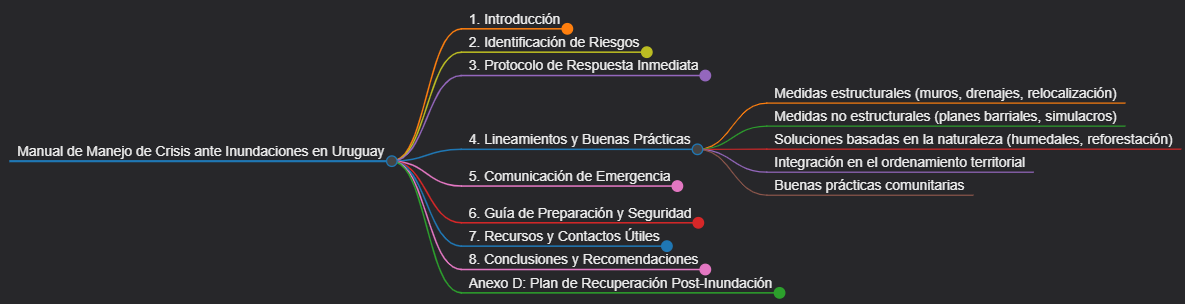 Manual de Manejo de Crisis ante Inundaciones en Uruguay
1. Introducción
2. Identificación de Riesgos
3. Protocolo de Respuesta Inmediata
4. Lineamientos y Buenas Prácticas
Medidas estructurales (muros, drenajes, relocalización)
Medidas no estructurales (planes barriales, simulacros)
Soluciones basadas en la naturaleza (humedales, reforestación)
Integración en el ordenamiento territorial
Buenas prácticas comunitarias
5. Comunicación de Emergencia
6. Guía de Preparación y Seguridad
7. Recursos y Contactos Útiles
8. Conclusiones y Recomendaciones
Anexo D: Plan de Recuperación Post-Inundación